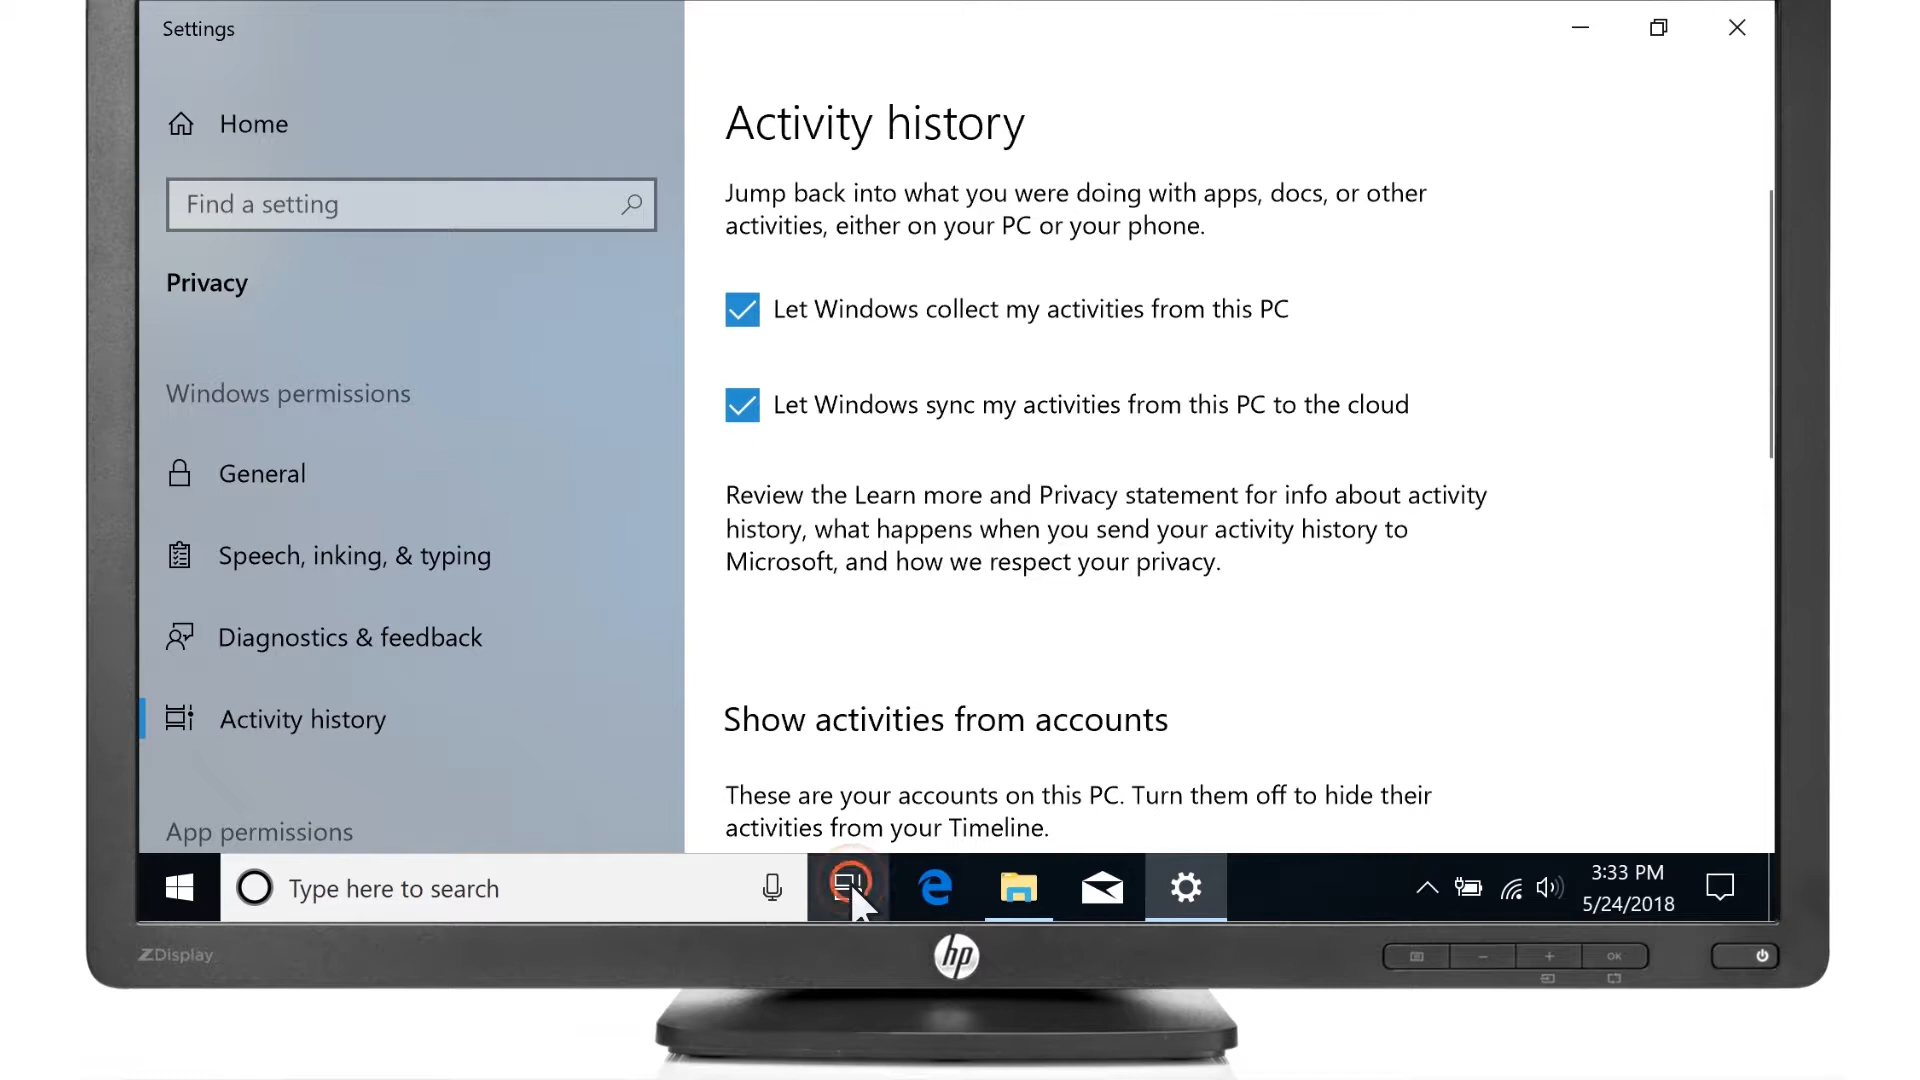 Settings
Home
Find a setting
Privacy
Windows permissions
General
Speech, inking, & typing
Diagnostics & feedback
Activity history
App permissions
Activity history
Jump back into what you were doing with apps, docs, or other
activities, either on your PC or your phone.
Let Windows collect my activities from this PC
Let Windows sync my activities from this PC to the cloud
Review the Learn more and Privacy statement for info about activity
history, what happens when you send your activity history to
Microsoft, and how we respect your privacy.
Show activities from accounts
These are your accounts on this PC. Turn them off to hide their
activities from your Timeline.
Type here to search
3:33 PM
5/24/2018
ZDisplay
hp
OK